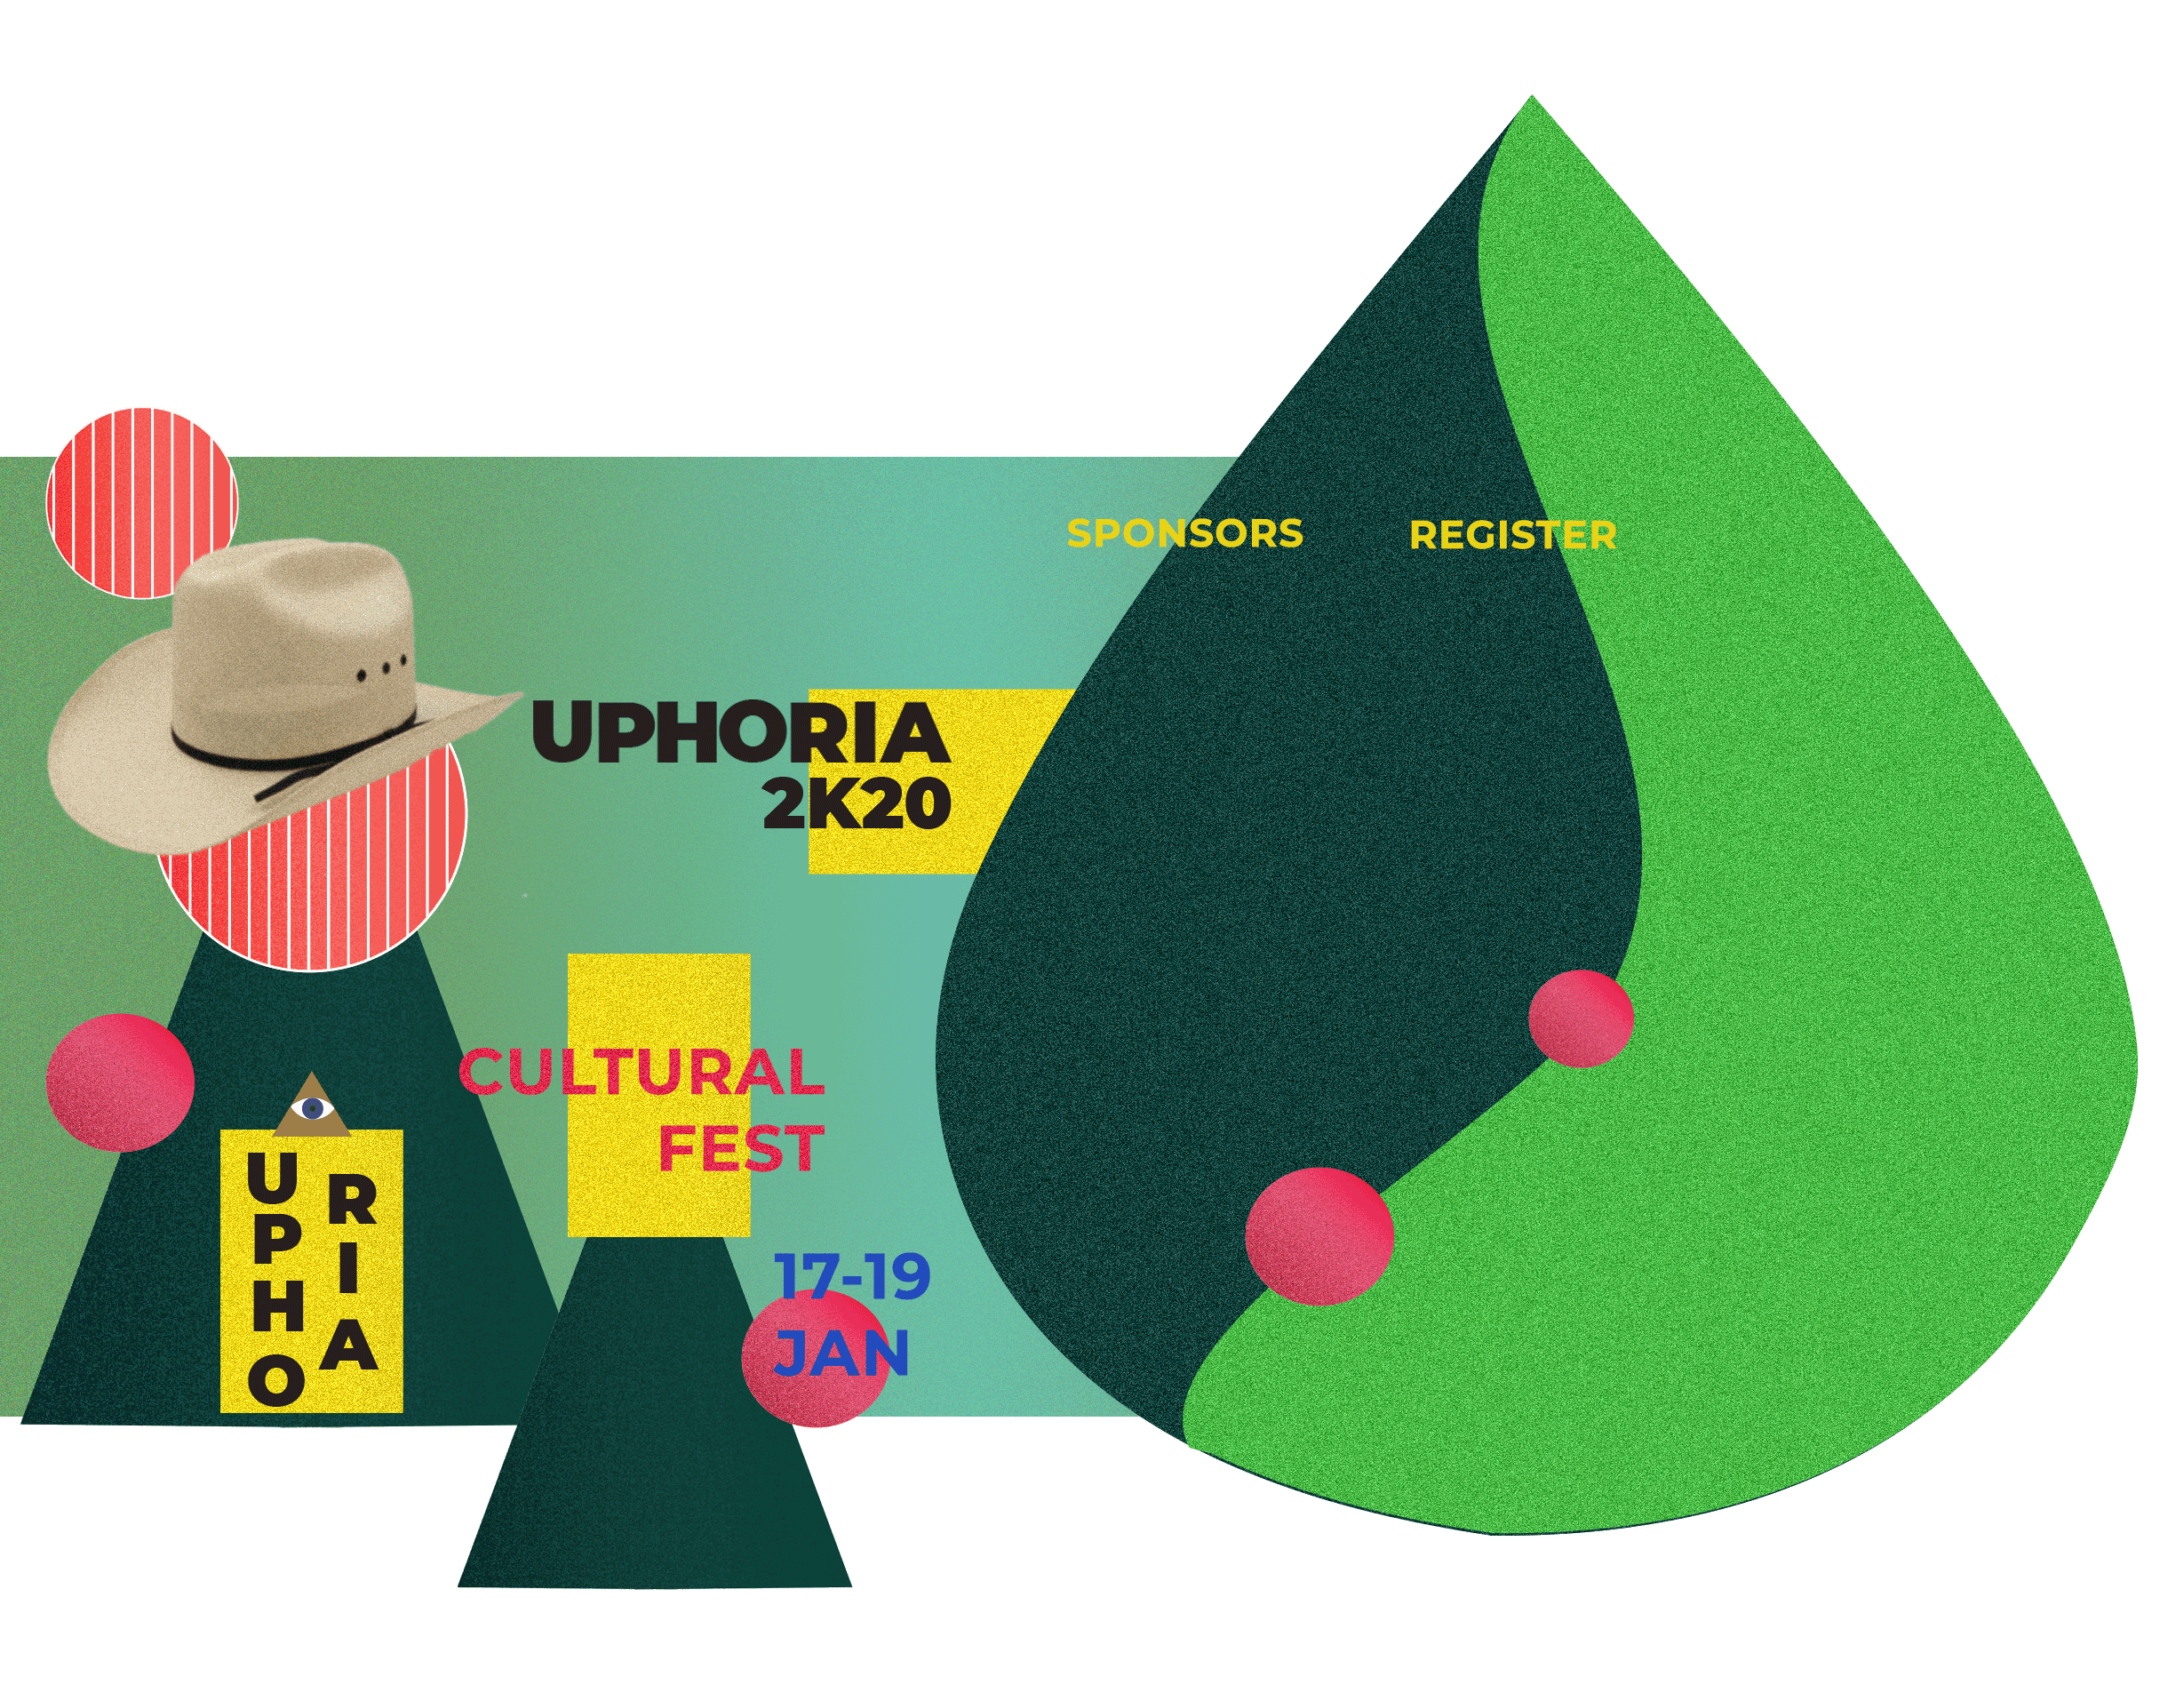 SPONSORS REGISTER
UPHORIA
2K20
CULTURAL
FEST
17-19
JAN
UPHO
RIA